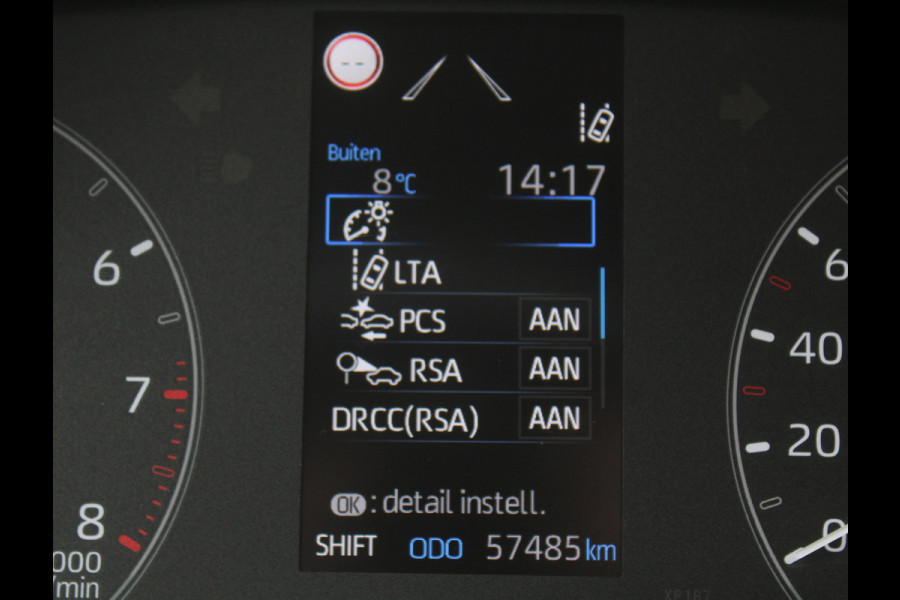 - -
Buiten
8°C 14:17
LTA
PCS AAN
RSA AAN
DRCC(RSA) AAN
OK : detail instell.
SHIFT ODO 57485 km
6
7
8
000
/min
6
40
20
0